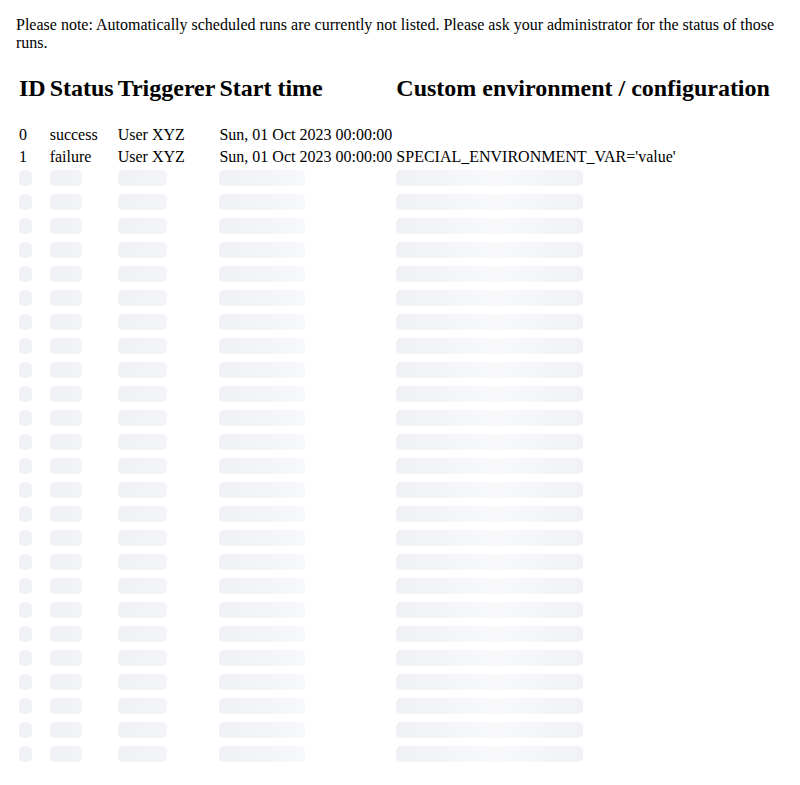 Please note: Automatically scheduled runs are currently not listed. Please ask your administrator for the status of those
runs.
ID Status Triggerer Start time Custom environment / configuration
0 success User XYZ Sun, 01 Oct 2023 00:00:00
1 failure User XYZ Sun, 01 Oct 2023 00:00:00 SPECIAL_ENVIRONMENT_VAR='value'